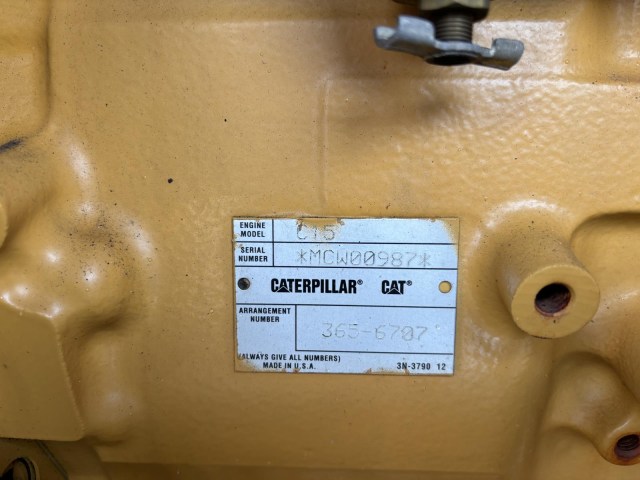 ENGINE
MODEL
C15
SERIAL
NUMBER
*MCW00987*
CATERPILLAR® CAT®
ARRANGEMENT
NUMBER
365-6707
(ALWAYS GIVE ALL NUMBERS)
MADE IN U.S.A.
3N-3790 12